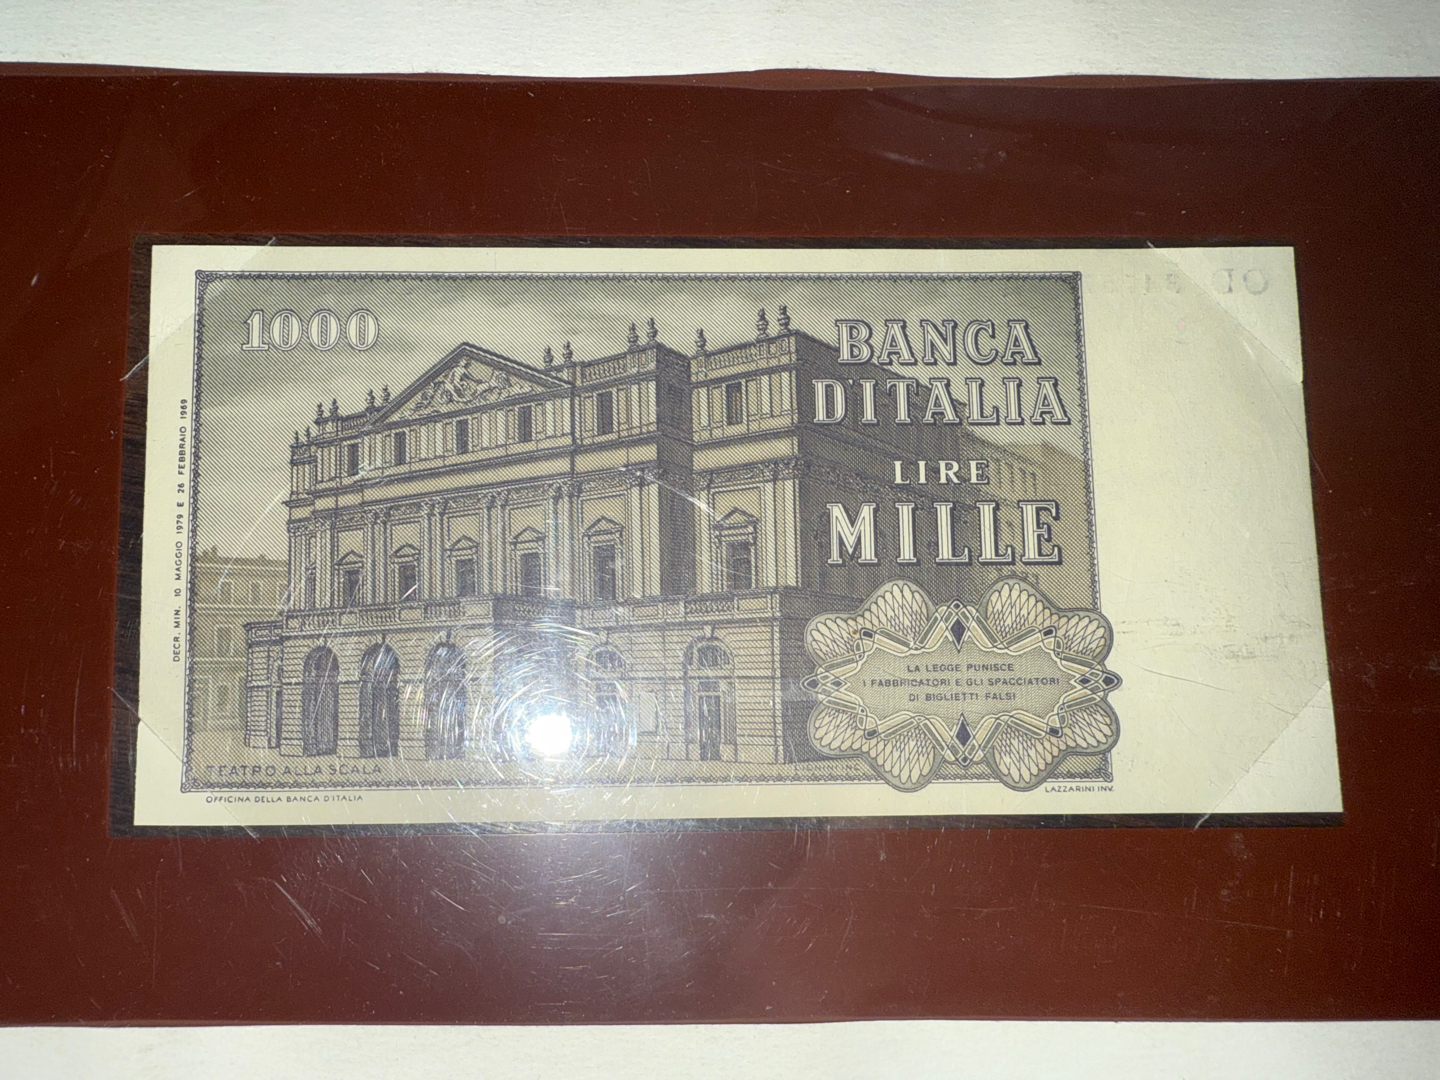 1000
BANCA
D'ITALIA
LIRE
MILLE
DECR. MIN. 10 MAGGIO 1979 E 26 FEBBRAIO 1969
LA LEGGE PUNISCE
I FABBRICATORI E GLI SPACCIATORI
DI BIGLIETTI FALSI
TEATRO ALLA SCALA
OFFICINA DELLA BANCA D'ITALIA
LAZZARINI INV.